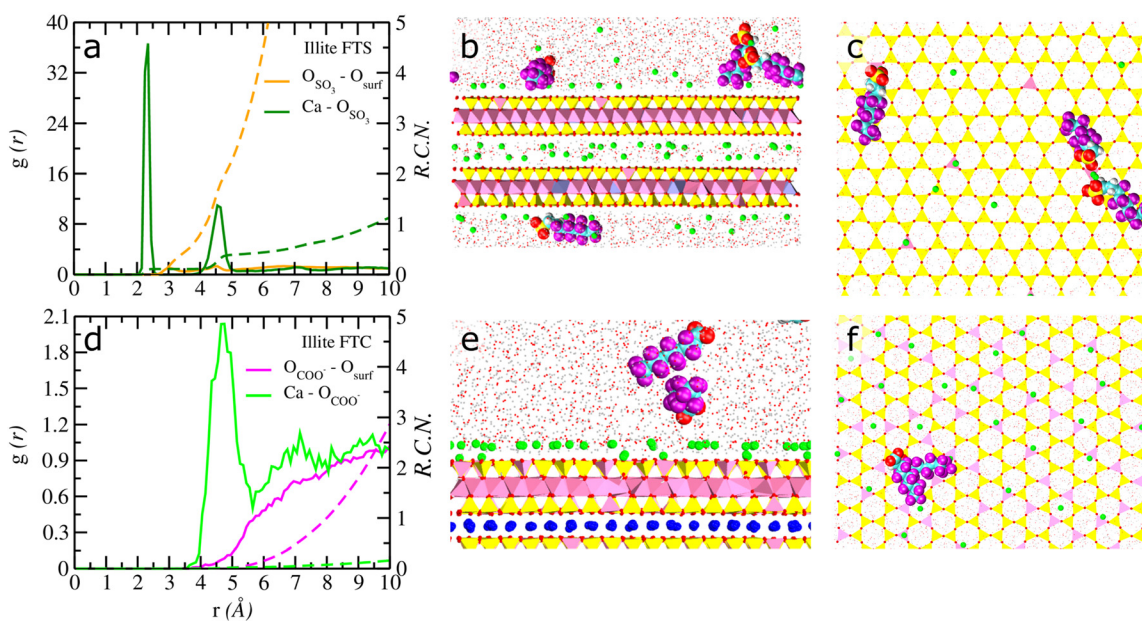 a
40
32
24
16
8
0
g (r)
Illite FTS
O_SO₃ - O_surf
Ca - O_SO₃
5
4
3
2
1
0
R.C.N.
0 1 2 3 4 5 6 7 8 9 10
b
c
d
2.1
1.8
1.5
1.2
0.9
0.6
0.3
0
g (r)
Illite FTC
O_COO⁻ - O_surf
Ca - O_COO⁻
5
4
3
2
1
0
R.C.N.
0 1 2 3 4 5 6 7 8 9 10
r (Å)
e
f